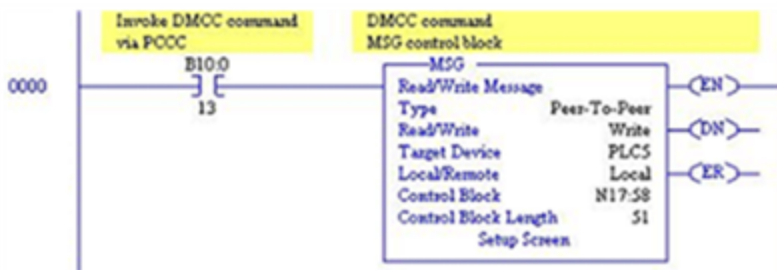 Invoke DMCC command
via PCCC
DMCC command
MSG control block
B10:0
13
0000
MSG
Read/Write Message
Type Peer-To-Peer
Read/Write Write
Target Device PLC5
Local/Remote Local
Control Block N17:58
Control Block Length 51
Setup Screen
EN
DN
ER